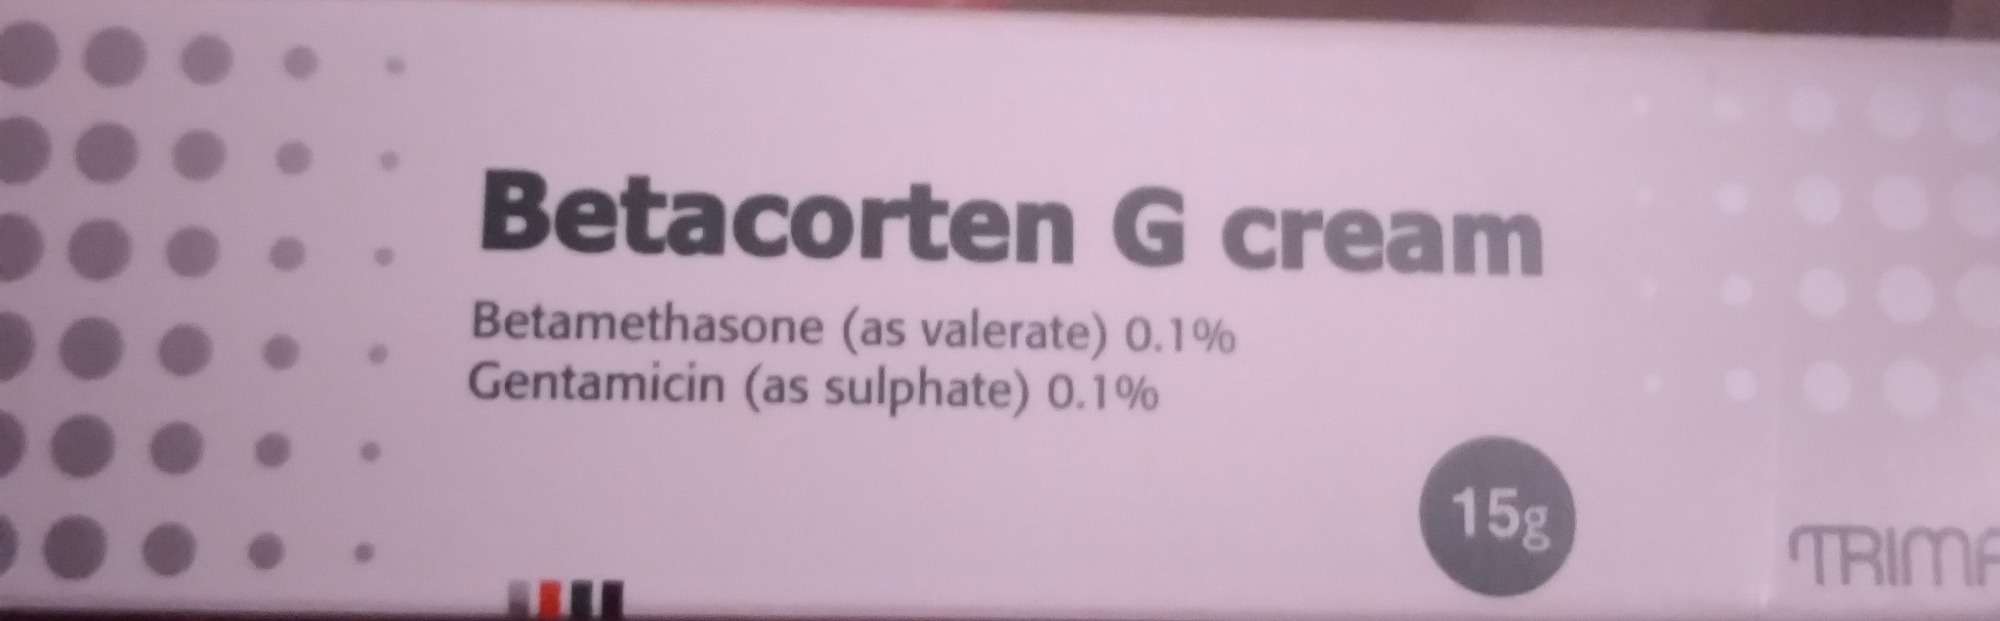 Betacorten G cream
Betamethasone (as valerate) 0.1%
Gentamicin (as sulphate) 0.1%
15g